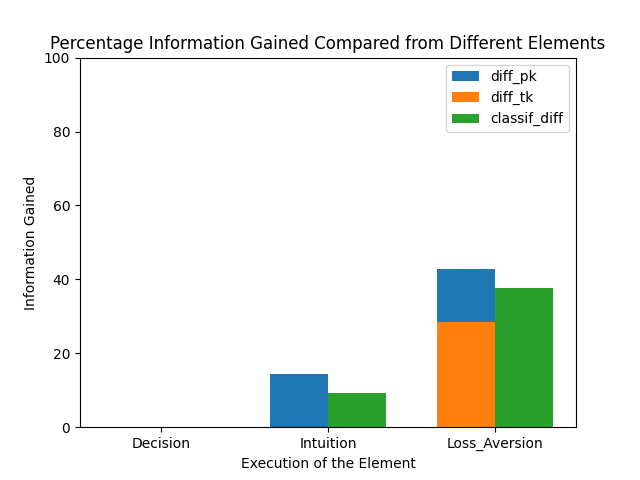 Percentage Information Gained Compared from Different Elements
100
80
60
40
20
0
Information Gained
diff_pk
diff_tk
classif_diff
Decision
Intuition
Loss_Aversion
Execution of the Element